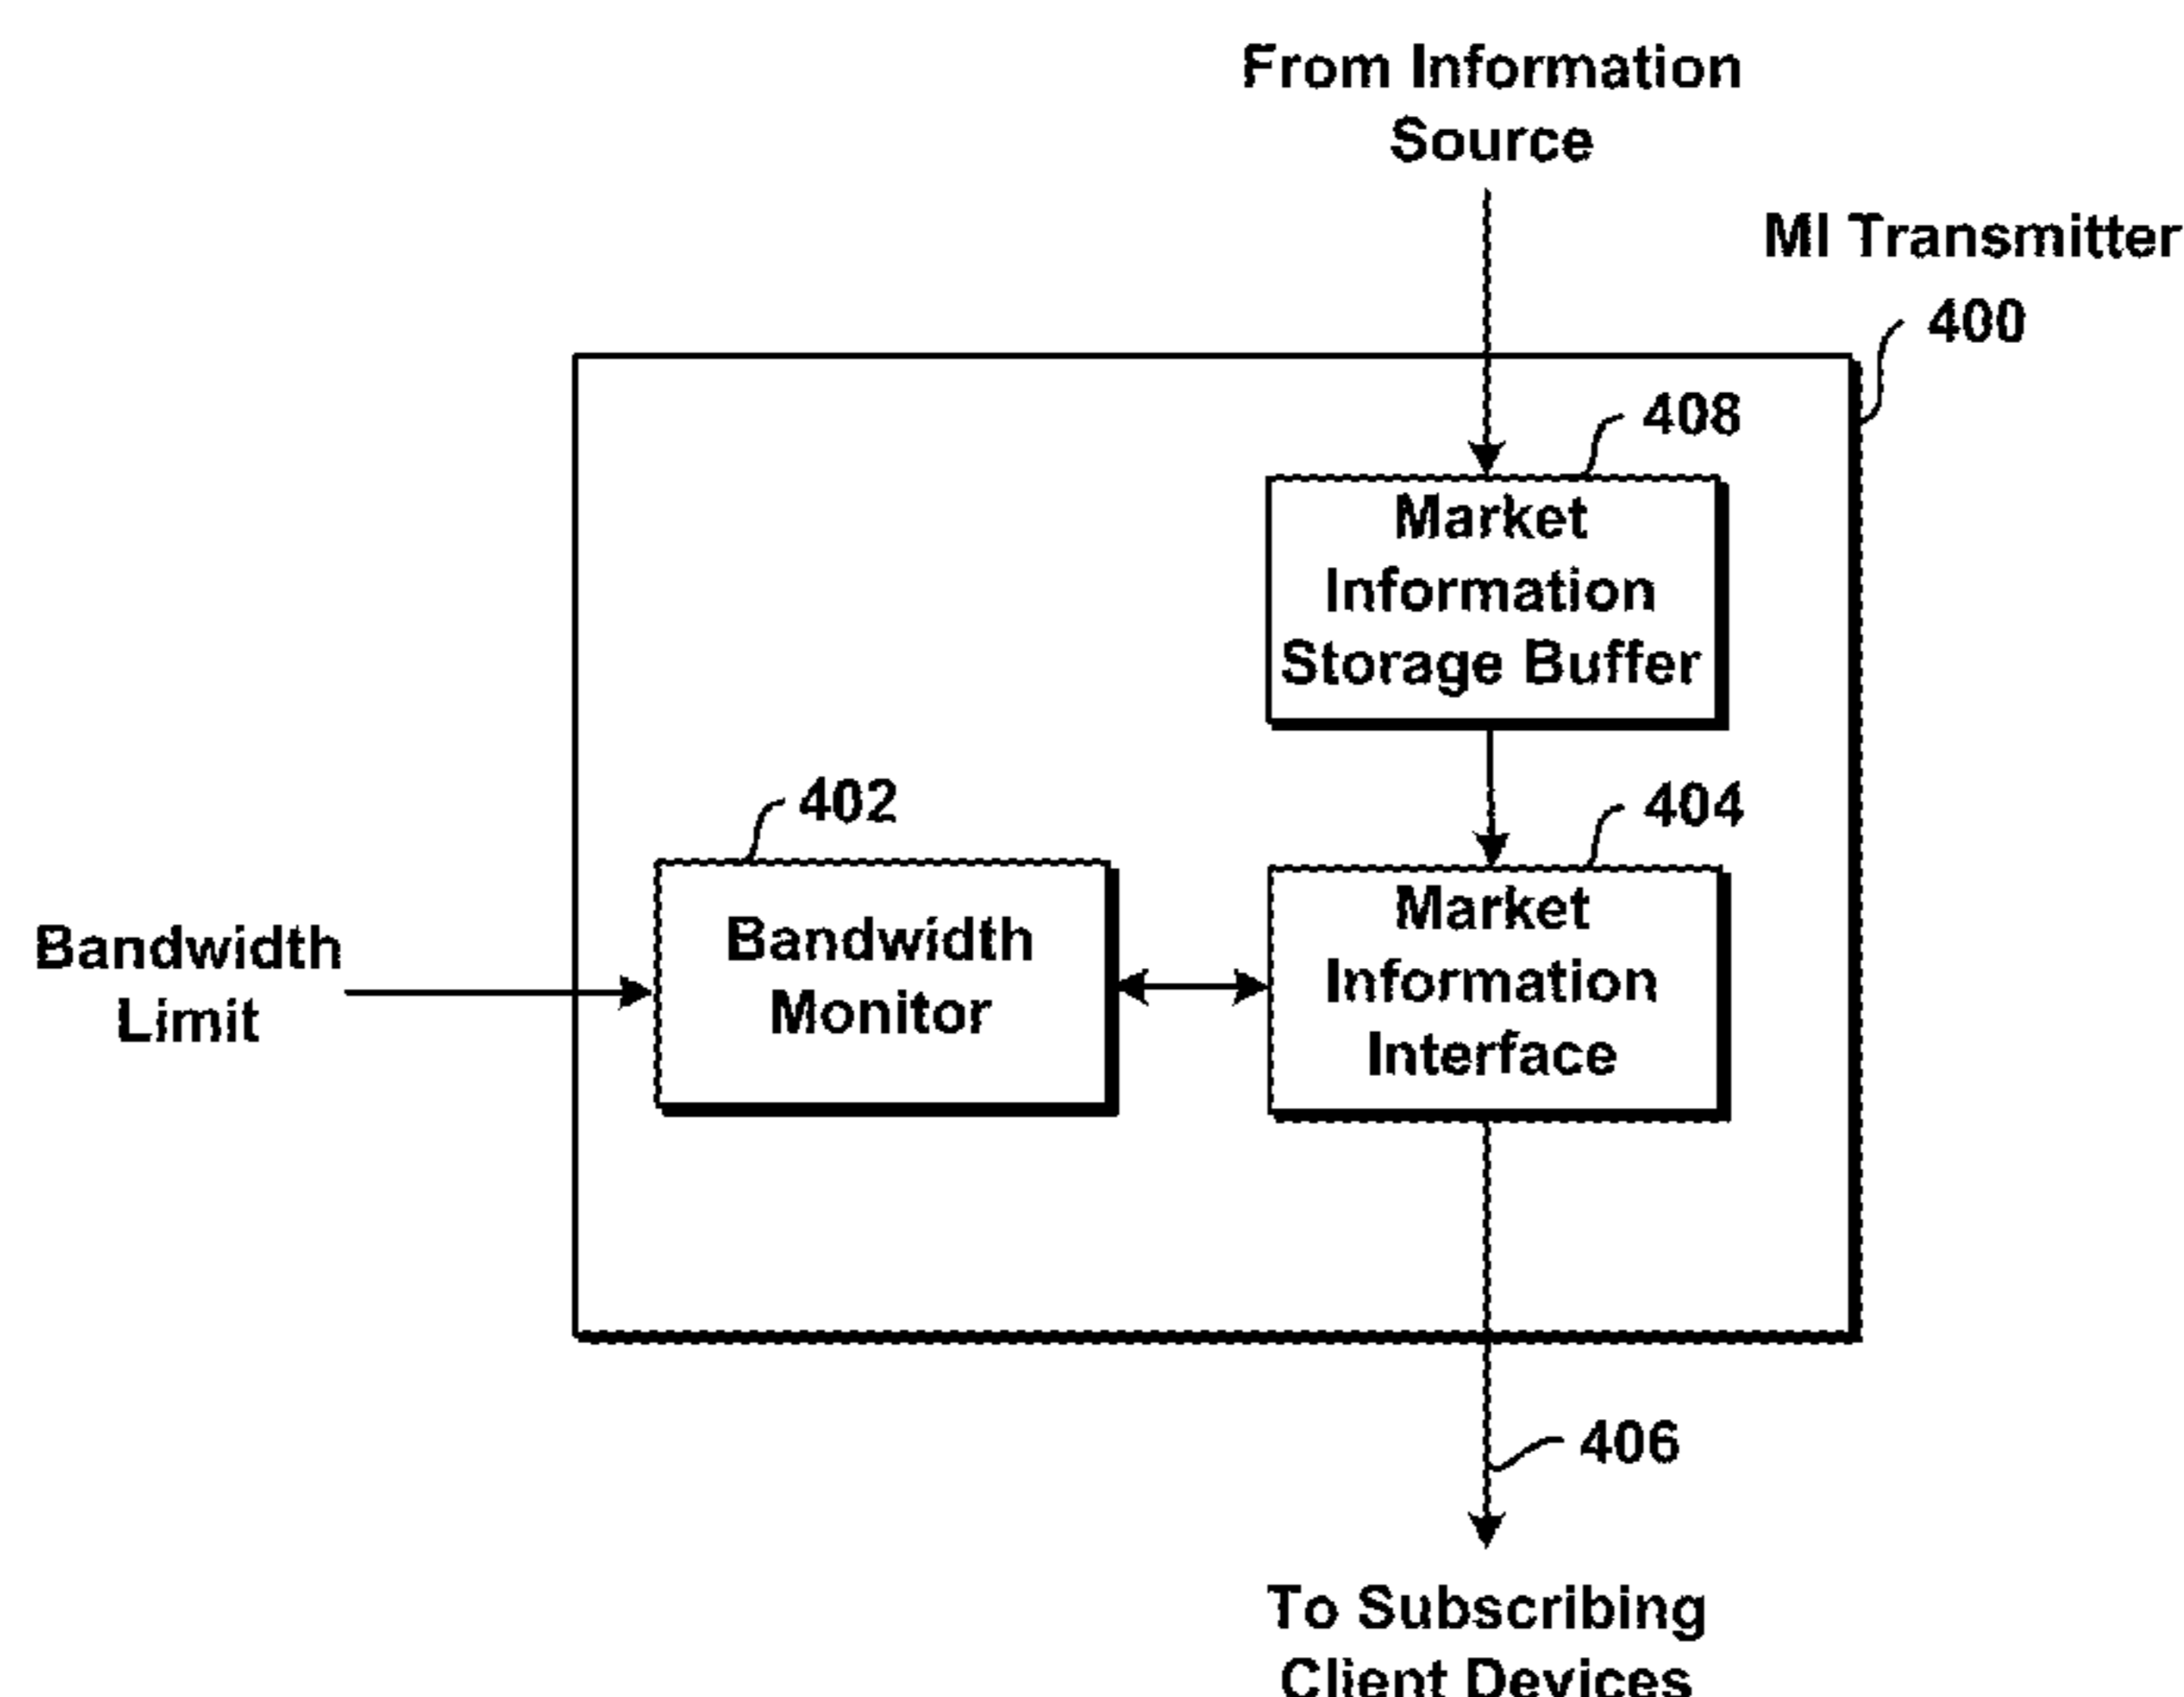 From Information
Source
MI Transmitter
400
408
Market
Information
Storage Buffer
402
404
Bandwidth
Limit
Bandwidth
Monitor
Market
Information
Interface
406
To Subscribing
Client Devices